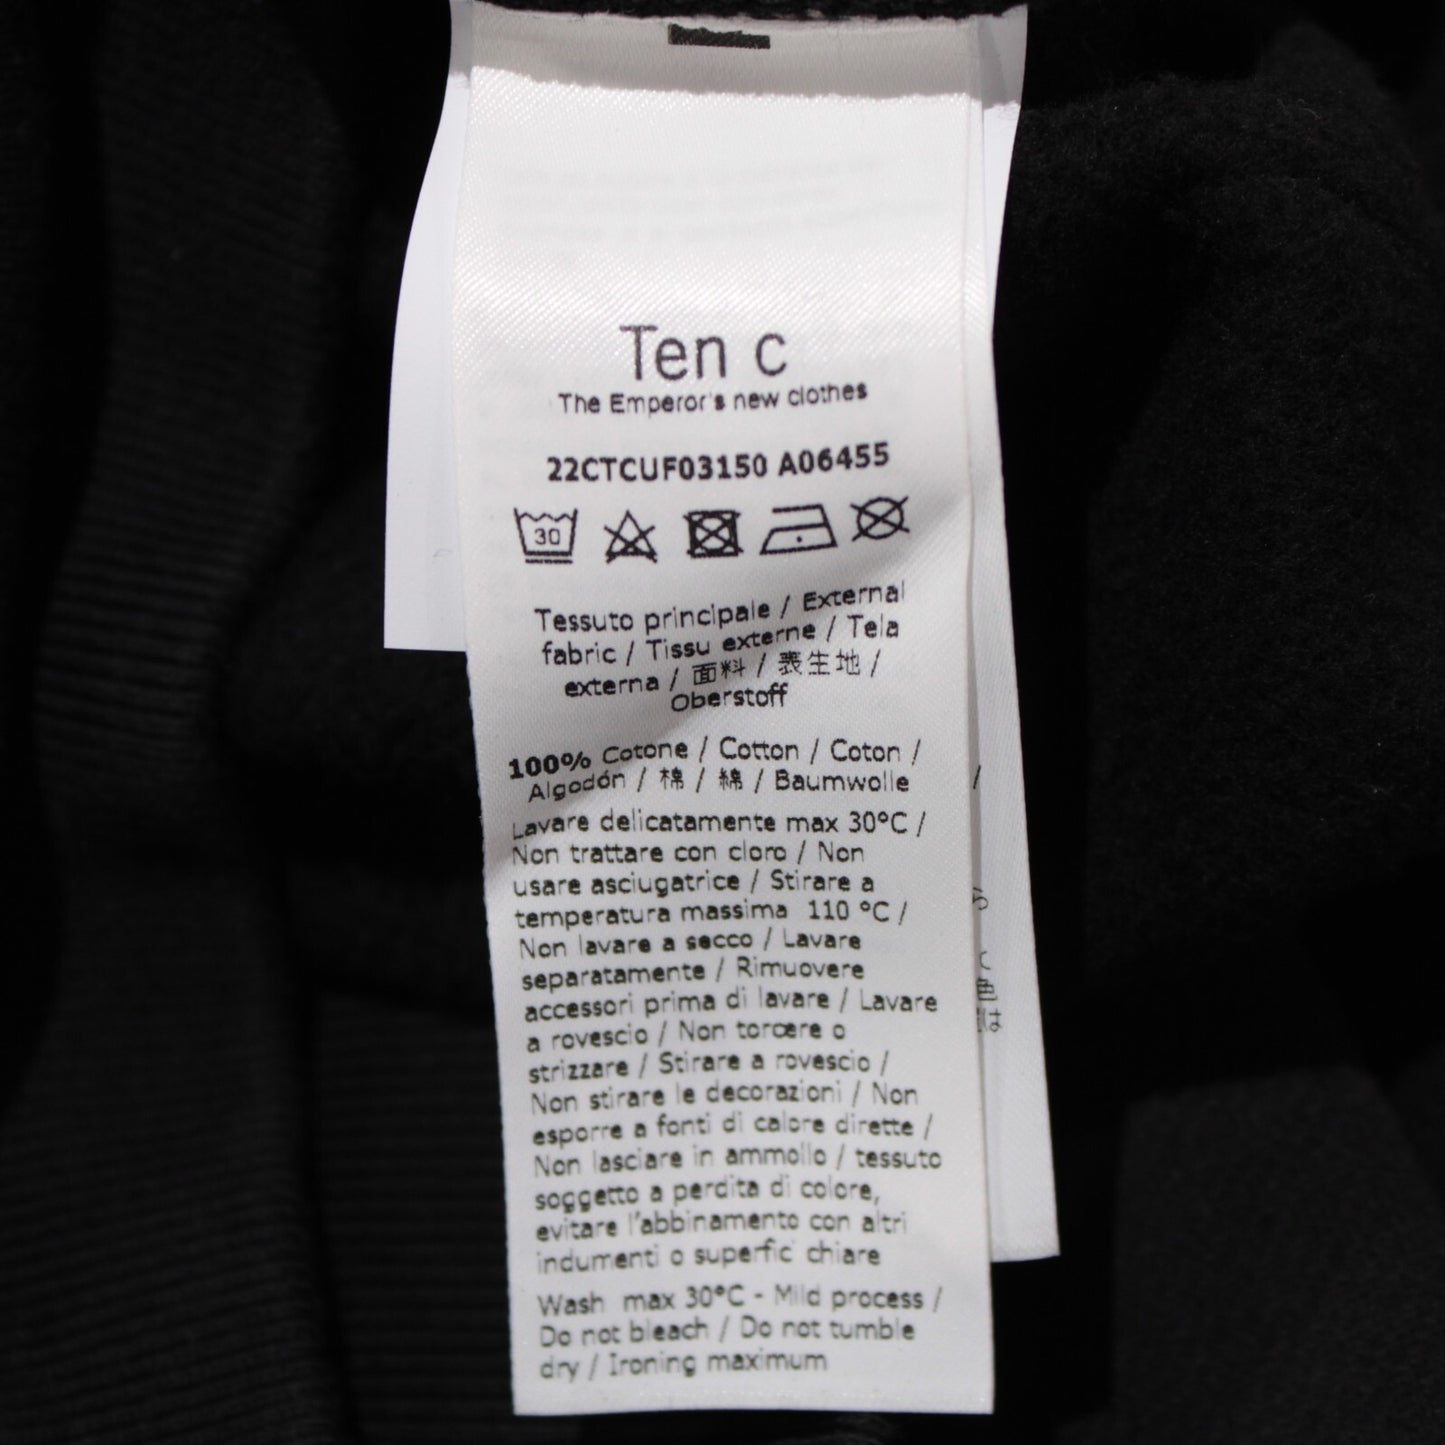 Ten c
The Emperor's new clothes
22CTCUF03150 A06455
30
Tessuto principale / External
fabric / Tissu externe / Tela
externa / 面料 / 表生地 /
Oberstoff
100% Cotone / Cotton / Coton /
Algodón / 棉 / 綿 / Baumwolle
Lavare delicatamente max 30°C /
Non trattare con cloro / Non
usare asciugatrice / Stirare a
temperatura massima 110 °C /
Non lavare a secco / Lavare
separatamente / Rimuovere
accessori prima di lavare / Lavare
a rovescio / Non torcere o
strizzare / Stirare a rovescio /
Non stirare le decorazioni / Non
esporre a fonti di calore dirette /
Non lasciare in ammollo / tessuto
soggetto a perdita di colore,
evitare l'abbinamento con altri
indumenti o superfic chiare
Wash max 30°C - Mild process /
Do not bleach / Do not tumble
dry / Ironing maximum
/
ら
て
色
は